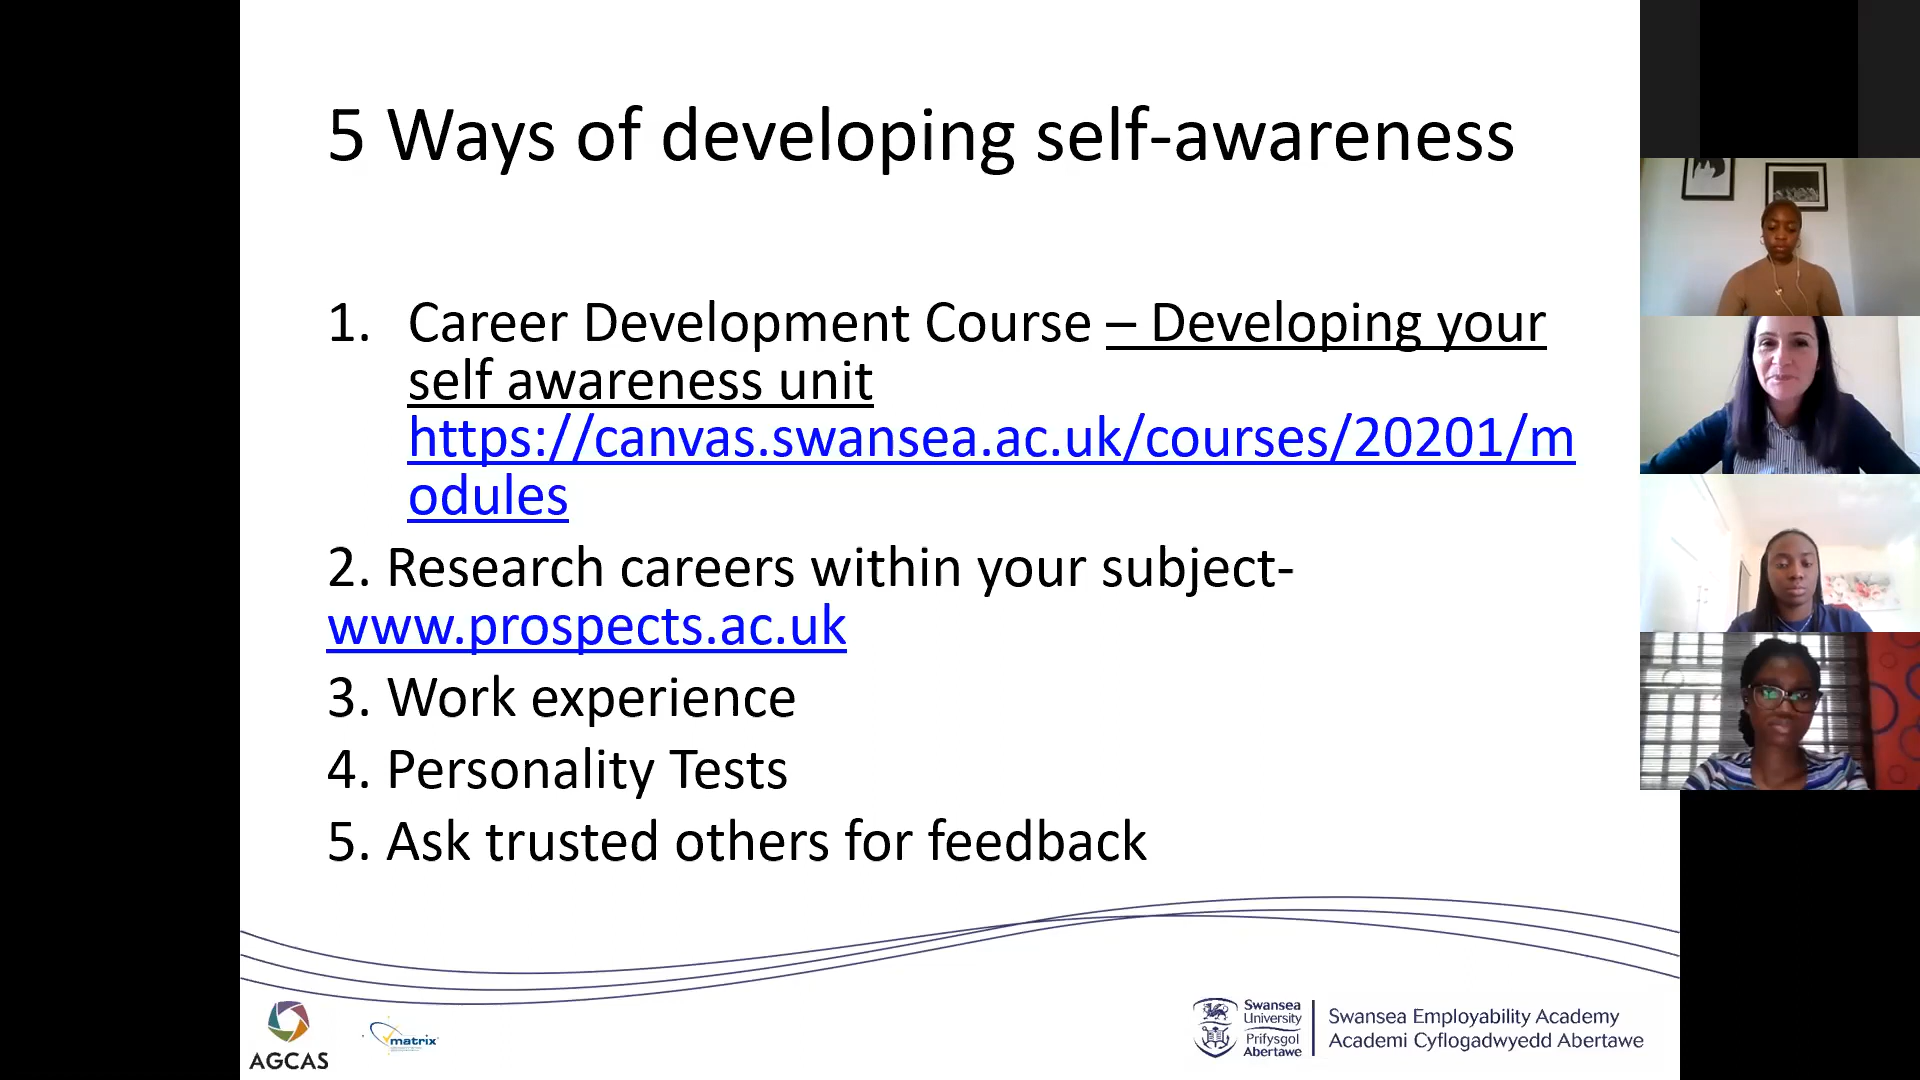 5 Ways of developing self-awareness
1. Career Development Course – Developing your
self awareness unit
https://canvas.swansea.ac.uk/courses/20201/m
odules
2. Research careers within your subject-
www.prospects.ac.uk
3. Work experience
4. Personality Tests
5. Ask trusted others for feedback
AGCAS
matrix
Swansea
University
Prifysgol
Abertawe
Swansea Employability Academy
Academi Cyflogadwyedd Abertawe